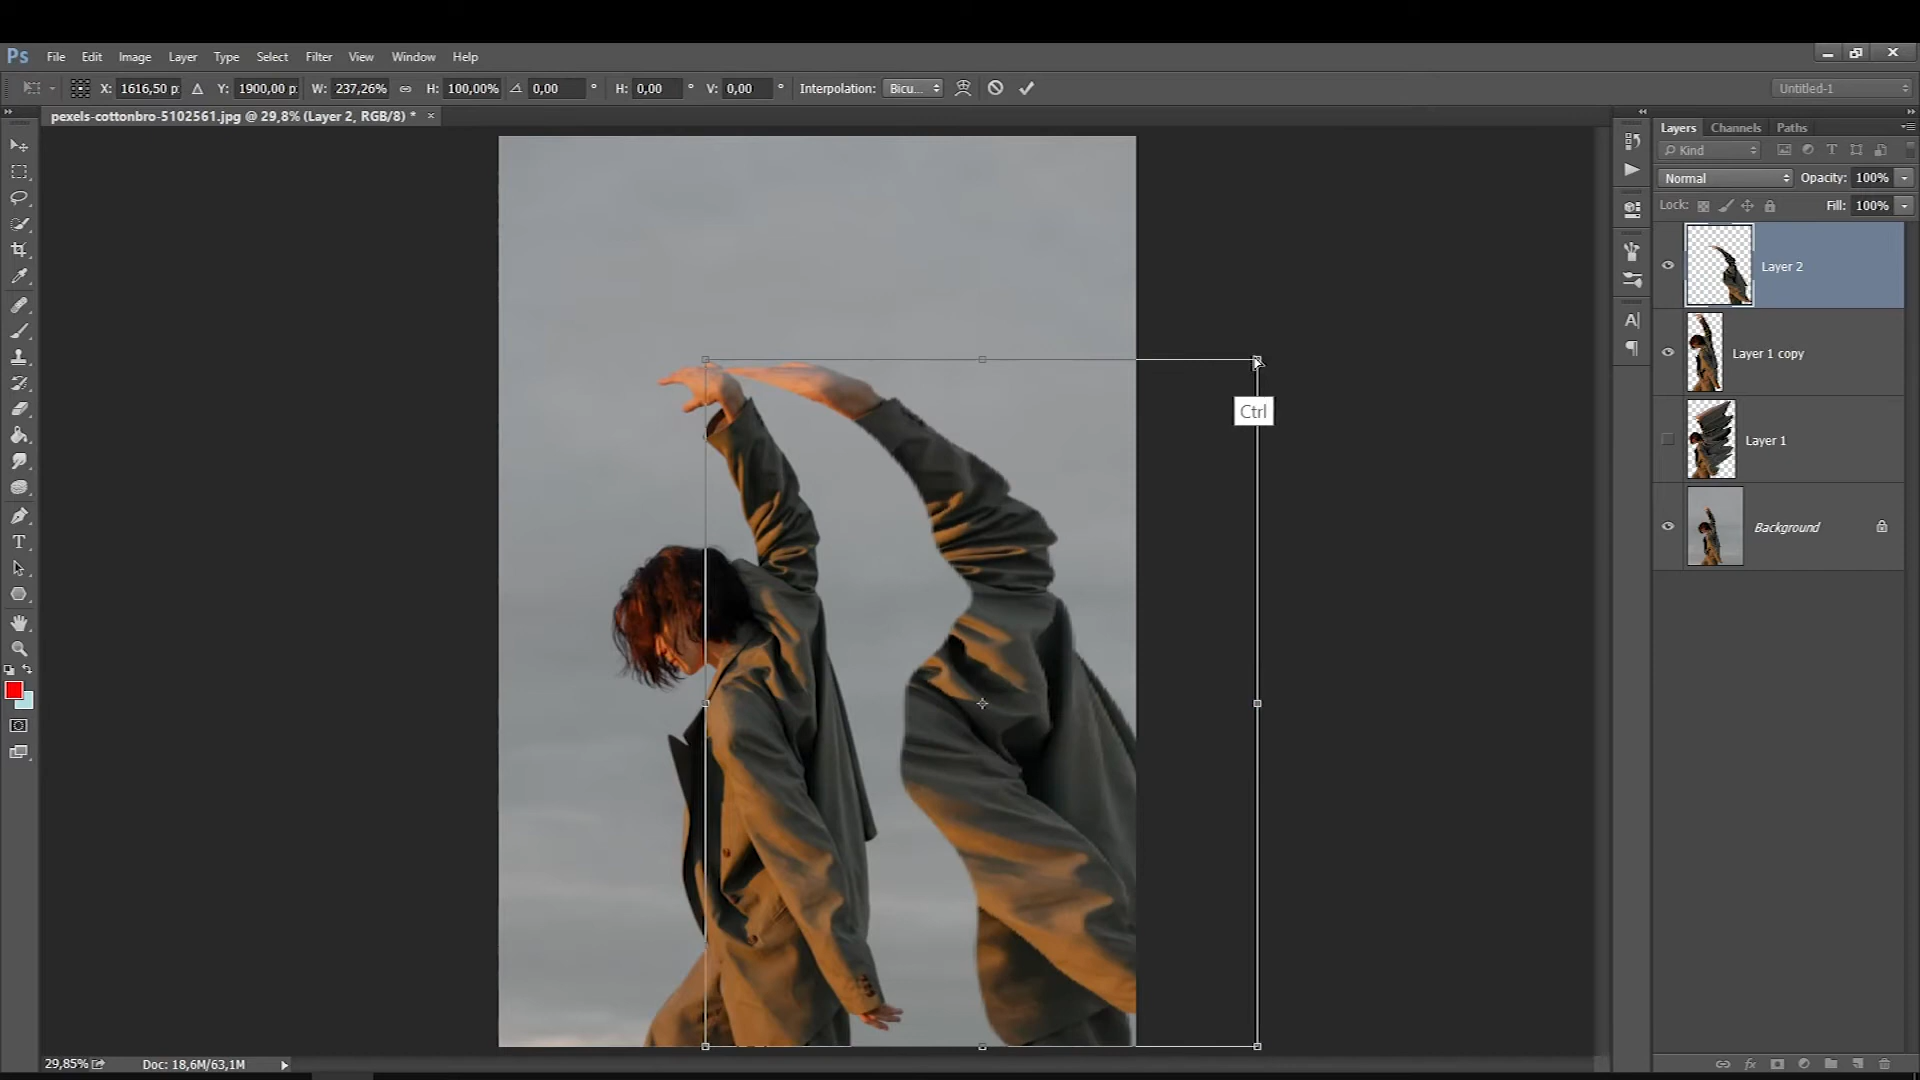 Ps File Edit Image Layer Type Select Filter View Window Help
X: 1616,50 p: Y: 1900,00 p: W: 237,26% H: 100,00% 0,00 ° H: 0,00 ° V: 0,00 ° Interpolation: Bicu... Untitled-1
pexels-cottonbro-5102561.jpg @ 29,8% (Layer 2, RGB/8) * ×
Layers Channels Paths
Kind
Normal Opacity: 100%
Lock: Fill: 100%
Layer 2
Layer 1 copy
Ctrl
Layer 1
Background
29,85% Doc: 18,6M/63,1M